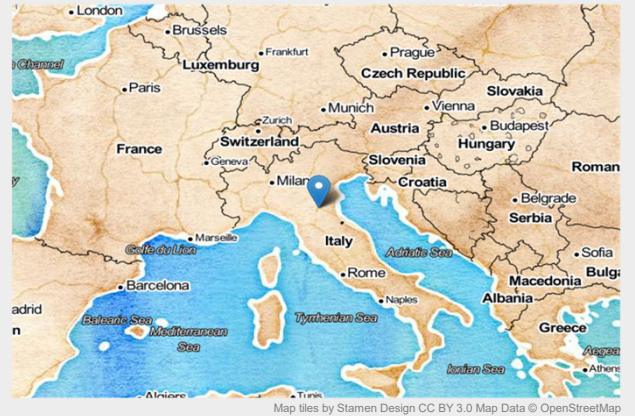 London
Brussels
Frankfurt
Prague
Luxemburg
Czech Republic
Channel
Paris
Slovakia
Munich
Vienna
Zurich
Budapest
Austria
Switzerland
Hungary
France
Slovenia
Geneva
Roman
Milan
Croatia
Belgrade
Serbia
Marseille
Italy
Golfe du Lion
Adriatic Sea
Sofia
Rome
Bulga
Macedonia
Barcelona
Naples
Albania
adrid
Balearic Sea
Tyrrhenian Sea
Greece
n
Mediterranean
Sea
Aegea
Ionian Sea
Athens
Algiers
Tunis
Map tiles by Stamen Design CC BY 3.0 Map Data © OpenStreetMap